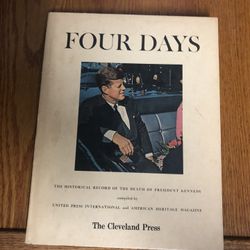 FOUR DAYS
THE HISTORICAL RECORD OF THE DEATH OF PRESIDENT KENNEDY
compiled by
UNITED PRESS INTERNATIONAL and AMERICAN HERITAGE MAGAZINE
The Cleveland Press